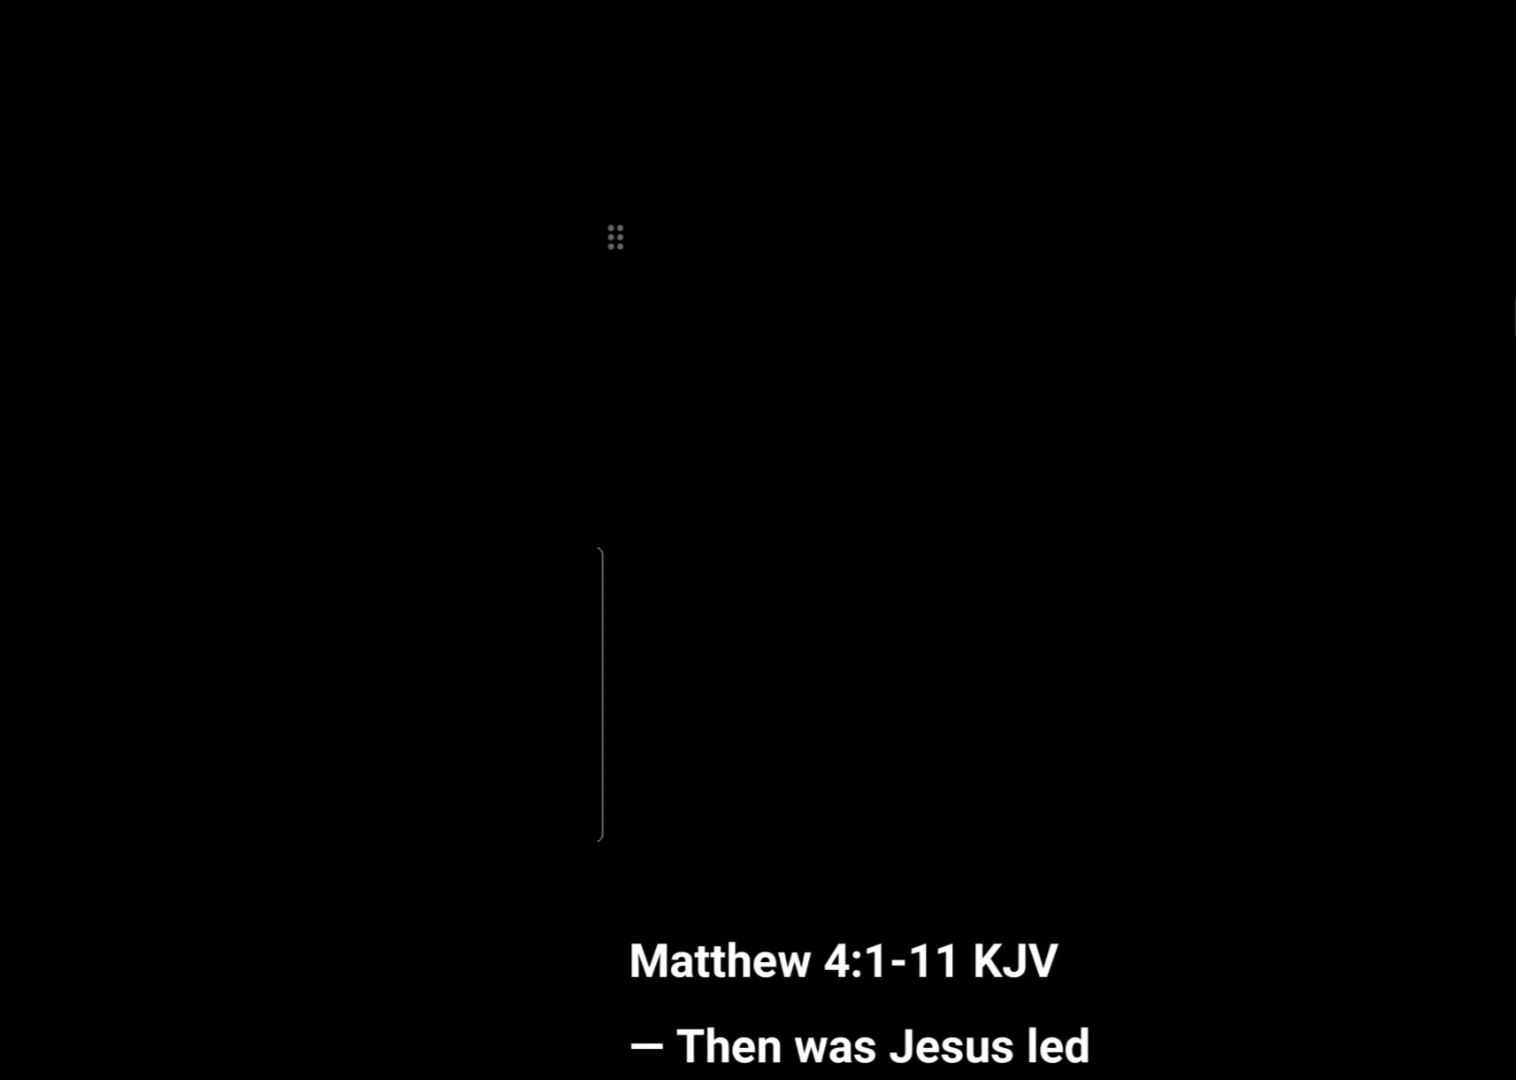 Matthew 4:1-11 KJV
— Then was Jesus led